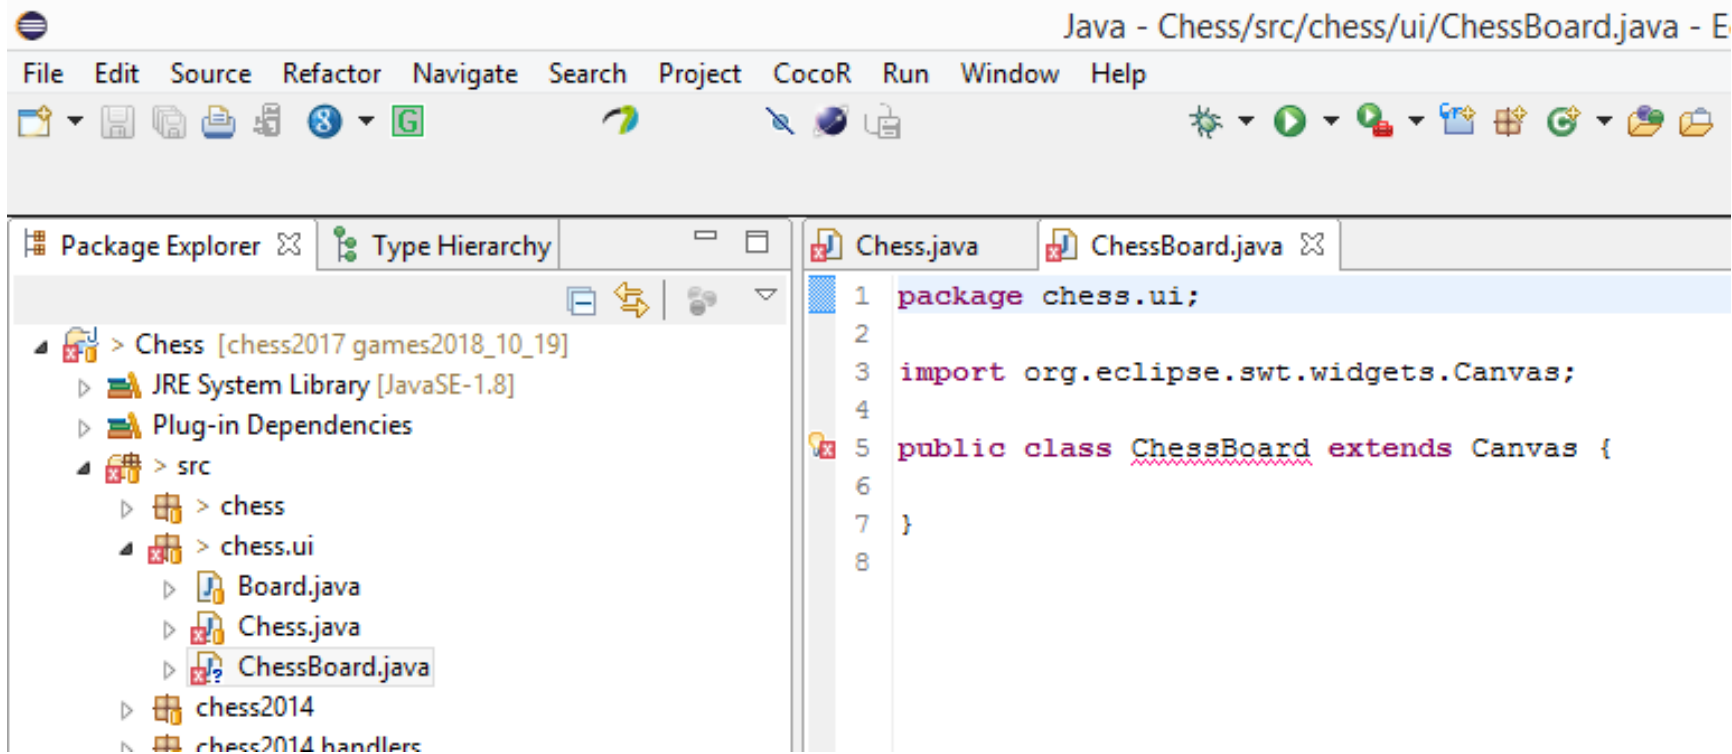 Java - Chess/src/chess/ui/ChessBoard.java -
File Edit Source Refactor Navigate Search Project CocoR Run Window Help
8 G
Package Explorer Type Hierarchy
> Chess [chess2017 games2018_10_19]
JRE System Library [JavaSE-1.8]
Plug-in Dependencies
> src
> chess
> chess.ui
Board.java
Chess.java
ChessBoard.java
chess2014
chess2014.handlers
Chess.java ChessBoard.java
1 package chess.ui;
2
3 import org.eclipse.swt.widgets.Canvas;
4
5 public class ChessBoard extends Canvas {
6
7 }
8